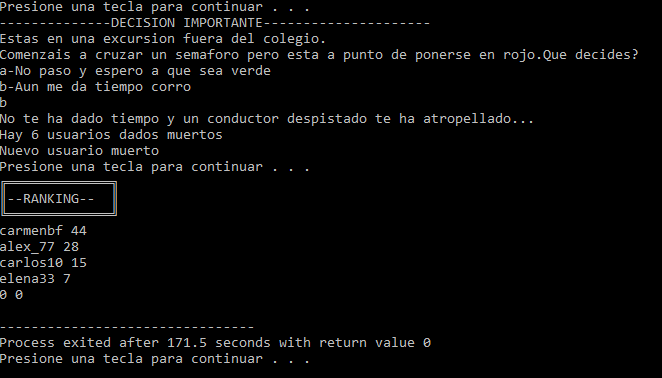 Presione una tecla para continuar . . .
--------------DECISION IMPORTANTE---------------------
Estas en una excursion fuera del colegio.
Comenzais a cruzar un semaforo pero esta a punto de ponerse en rojo.Que decides?
a-No paso y espero a que sea verde
b-Aun me da tiempo corro
b
No te ha dado tiempo y un conductor despistado te ha atropellado...
Hay 6 usuarios dados muertos
Nuevo usuario muerto
Presione una tecla para continuar . . .
--RANKING--
carmenbf 44
alex_77 28
carlos10 15
elena33 7
0 0
--------------------------------
Process exited after 171.5 seconds with return value 0
Presione una tecla para continuar . . .